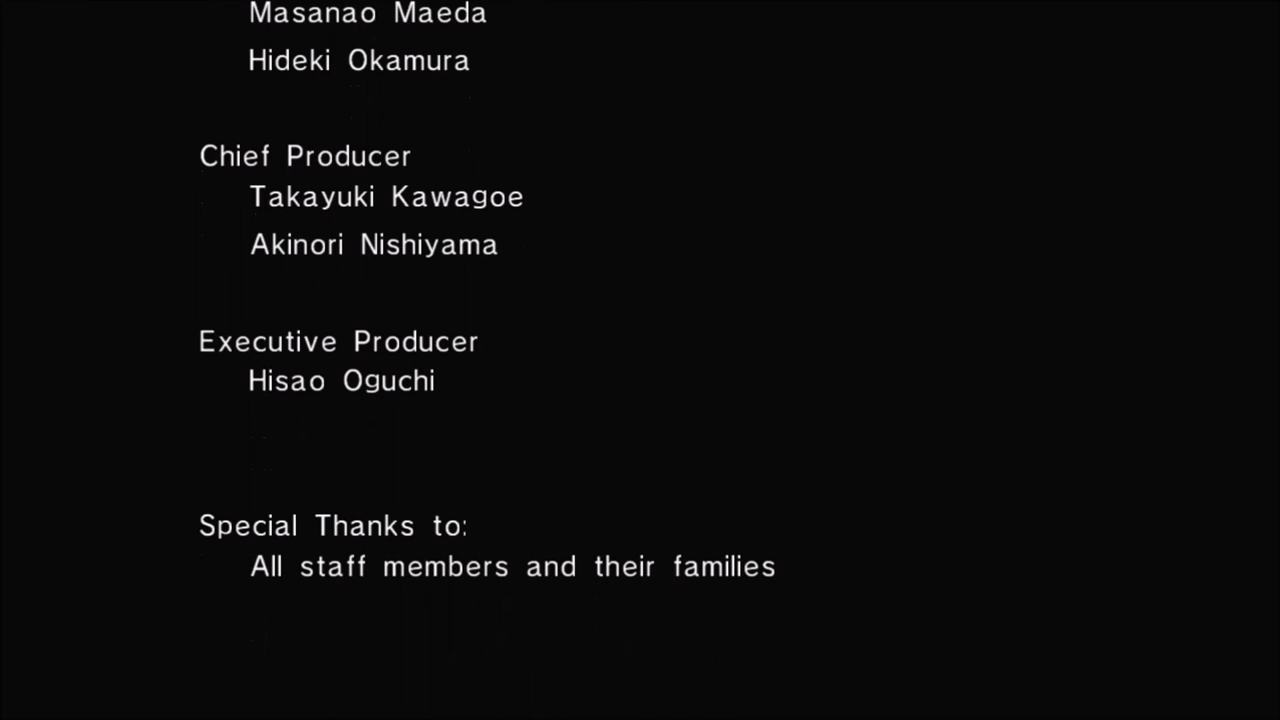 Masanao Maeda
Hideki Okamura
Chief Producer
Takayuki Kawagoe
Akinori Nishiyama
Executive Producer
Hisao Oguchi
Special Thanks to:
All staff members and their families